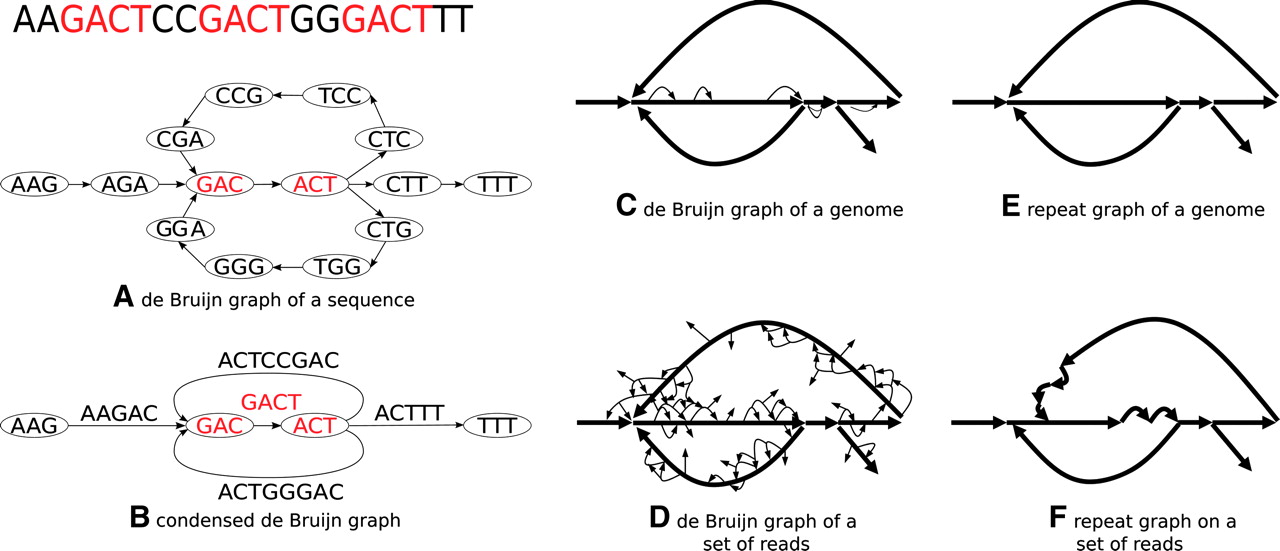 AAGACTCCGACTGGGACTTT
CCG TCC
CGA CTC
AAG AGA GAC ACT CTT TTT
GGA CTG
GGG TGG
A de Bruijn graph of a sequence
ACTCCGAC
GACT
AAGAC ACTTT
AAG GAC ACT TTT
ACTGGGAC
B condensed de Bruijn graph
C de Bruijn graph of a genome
D de Bruijn graph of a
set of reads
E repeat graph of a genome
F repeat graph on a
set of reads